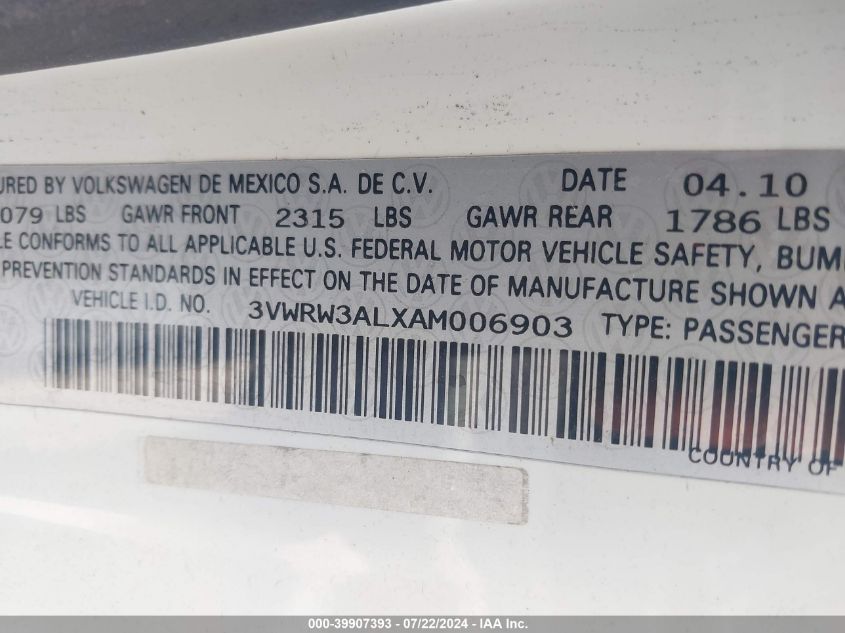 URED BY VOLKSWAGEN DE MEXICO S.A. DE C.V. DATE 04.10
079 LBS GAWR FRONT 2315 LBS GAWR REAR 1786 LBS
LE CONFORMS TO ALL APPLICABLE U.S. FEDERAL MOTOR VEHICLE SAFETY, BUM
PREVENTION STANDARDS IN EFFECT ON THE DATE OF MANUFACTURE SHOWN A
VEHICLE I.D. NO. 3VWRW3ALXAM006903 TYPE: PASSENGER
COUNTRY OF
000-39907393 - 07/22/2024 - IAA Inc.